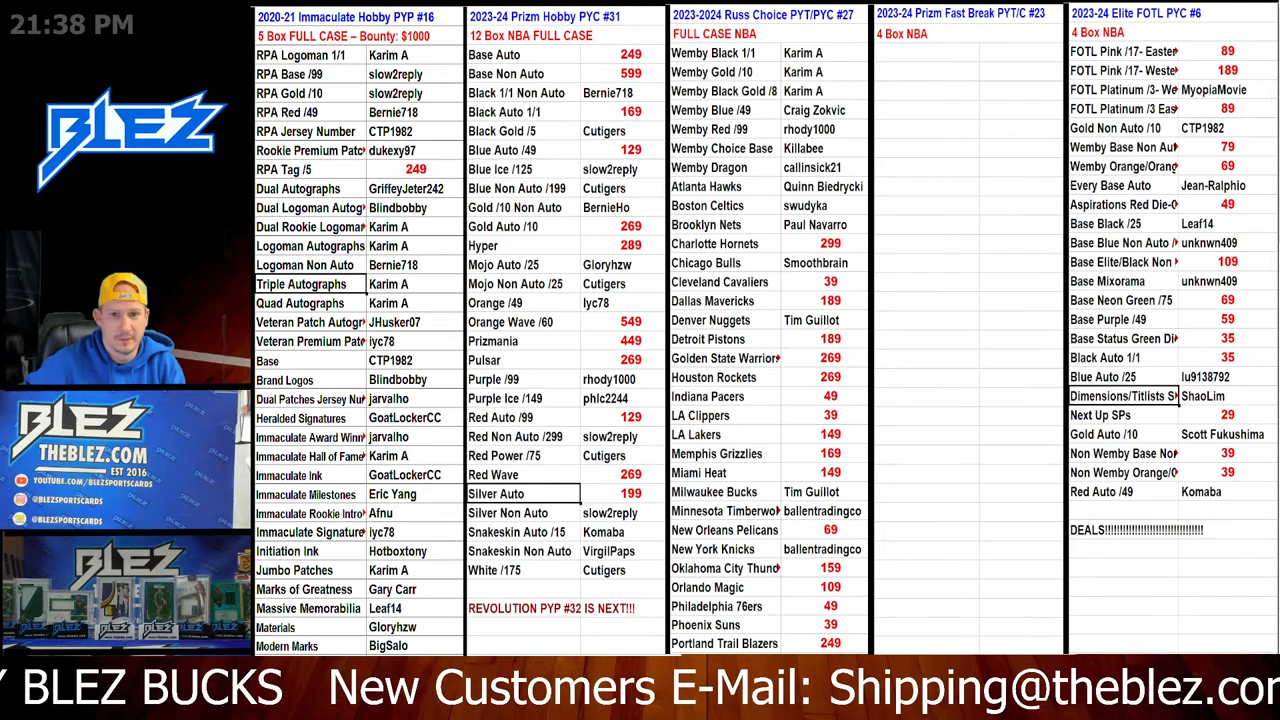 21:38 PM
BLEZ
BLEZ
THEBLEZ.COM
EST 2016
YOUTUBE.COM/BLEZSPORTSCARDS
@BLEZSPORTSCARDS
@BLEZSPORTSCARDS
BLEZ
2020-21 Immaculate Hobby PYP #16
5 Box FULL CASE – Bounty: $1000
RPA Logoman 1/1 Karim A
RPA Base /99 slow2reply
RPA Gold /10 slow2reply
RPA Red /49 Bernie718
RPA Jersey Number CTP1982
Rookie Premium Patc dukexy97
RPA Tag /5 249
Dual Autographs GriffeyJeter242
Dual Logoman Autog Blindbobby
Dual Rookie Logoma Karim A
Logoman Autographs Karim A
Logoman Non Auto Bernie718
Triple Autographs Karim A
Quad Autographs Karim A
Veteran Patch Autogr JHusker07
Veteran Premium Pat iyc78
Base CTP1982
Brand Logos Blindbobby
Dual Patches Jersey Nu jarvalho
Heralded Signatures GoatLockerCC
Immaculate Award Winn jarvalho
Immaculate Hall of Fame Karim A
Immaculate Ink GoatLockerCC
Immaculate Milestones Eric Yang
Immaculate Rookie Intro Afnu
Immaculate Signature iyc78
Initiation Ink Hotboxtony
Jumbo Patches Karim A
Marks of Greatness Gary Carr
Massive Memorabilia Leaf14
Materials Gloryhzw
Modern Marks BigSalo
2023-24 Prizm Hobby PYC #31
12 Box NBA FULL CASE
Base Auto 249
Base Non Auto 599
Black 1/1 Non Auto Bernie718
Black Auto 1/1 169
Black Gold /5 Cutigers
Blue Auto /49 129
Blue Ice /125 slow2reply
Blue Non Auto /199 Cutigers
Gold /10 Non Auto BernieHo
Gold Auto /10 269
Hyper 289
Mojo Auto /25 Gloryhzw
Mojo Non Auto /25 Cutigers
Orange /49 Iyc78
Orange Wave /60 549
Prizmania 449
Pulsar 269
Purple /99 rhody1000
Purple Ice /149 phlc2244
Red Auto /99 129
Red Non Auto /299 slow2reply
Red Power /75 Cutigers
Red Wave 269
Silver Auto 199
Silver Non Auto slow2reply
Snakeskin Auto /15 Komaba
Snakeskin Non Auto VirgilPaps
White /175 Cutigers
REVOLUTION PYP #32 IS NEXT!!!
2023-2024 Russ Choice PYT/PYC #27
FULL CASE NBA
Wemby Black 1/1 Karim A
Wemby Gold /10 Karim A
Wemby Black Gold /8 Karim A
Wemby Blue /49 Craig Zokvic
Wemby Red /99 rhody1000
Wemby Choice Base Killabee
Wemby Dragon callinsick21
Atlanta Hawks Quinn Biedrycki
Boston Celtics swudyka
Brooklyn Nets Paul Navarro
Charlotte Hornets 299
Chicago Bulls Smoothbrain
Cleveland Cavaliers 39
Dallas Mavericks 189
Denver Nuggets Tim Guillot
Detroit Pistons 189
Golden State Warrior 269
Houston Rockets 269
Indiana Pacers 49
LA Clippers 39
LA Lakers 149
Memphis Grizzlies 169
Miami Heat 149
Milwaukee Bucks Tim Guillot
Minnesota Timberwo ballentradingco
New Orleans Pelicans 69
New York Knicks ballentradingco
Oklahoma City Thund 159
Orlando Magic 109
Philadelphia 76ers 49
Phoenix Suns 39
Portland Trail Blazers 249
2023-24 Prizm Fast Break PYT/C #23
4 Box NBA
2023-24 Elite FOTL PYC #6
4 Box NBA
FOTL Pink /17- Easter 89
FOTL Pink /17- Weste 189
FOTL Platinum /3- We MyopiaMovie
FOTL Platinum /3 Eas 89
Gold Non Auto /10 CTP1982
Wemby Base Non Au 79
Wemby Orange/Orang 69
Every Base Auto Jean-Ralphio
Aspirations Red Die-C 49
Base Black /25 Leaf14
Base Blue Non Auto / unknwn409
Base Elite/Black Non 109
Base Mixorama unknwn409
Base Neon Green /75 69
Base Purple /49 59
Base Status Green Di 35
Black Auto 1/1 35
Blue Auto /25 lu9138792
Dimensions/Titlists S ShaoLim
Next Up SPs 29
Gold Auto /10 Scott Fukushima
Non Wemby Base Nor 39
Non Wemby Orange/O 39
Red Auto /49 Komaba
DEALS!!!!!!!!!!!!!!!!!!!!!!!!!!!!!!!!!!
Y BLEZ BUCKS New Customers E-Mail: Shipping@theblez.com